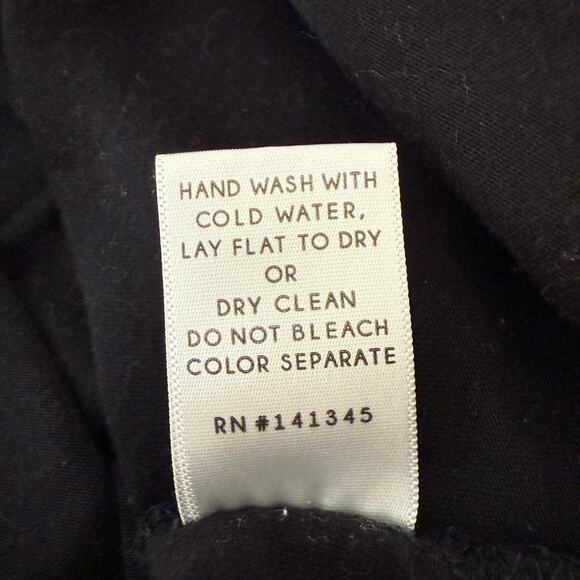 HAND WASH WITH
COLD WATER,
LAY FLAT TO DRY
OR
DRY CLEAN
DO NOT BLEACH
COLOR SEPARATE
RN #141345